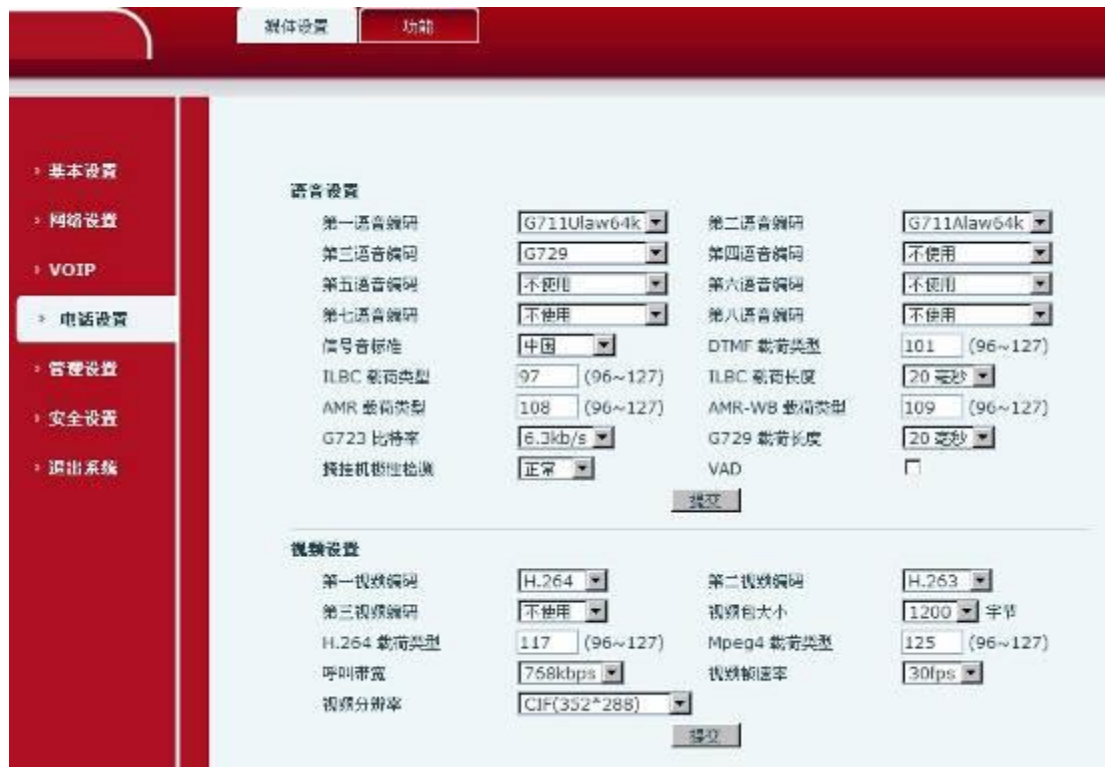 媒体设置 功能
基本设置
网络设置
VOIP
电话设置
管理设置
安全设置
退出系统
语音设置
第一语音编码 G711Ulaw64k 第二语音编码 G711Alaw64k
第三语音编码 G729 第四语音编码 不使用
第五语音编码 不使用 第六语音编码 不使用
第七语音编码 不使用 第八语音编码 不使用
信号音标准 中国 DTMF 载荷类型 101 (96~127)
ILBC 载荷类型 97 (96~127) ILBC 载荷长度 20 毫秒
AMR 载荷类型 108 (96~127) AMR-WB 载荷类型 109 (96~127)
G723 比特率 6.3kb/s G729 载荷长度 20 毫秒
检测 正常 VAD
提交
视频设置
第一视频编码 H.264 第二视频编码 H.263
第三视频编码 不使用 视频包大小 1200 字节
H.264 载荷类型 117 (96~127) Mpeg4 载荷类型 125 (96~127)
呼叫带宽 768kbps 视频帧速率 30fps
视频分辨率 CIF(352*288)
提交